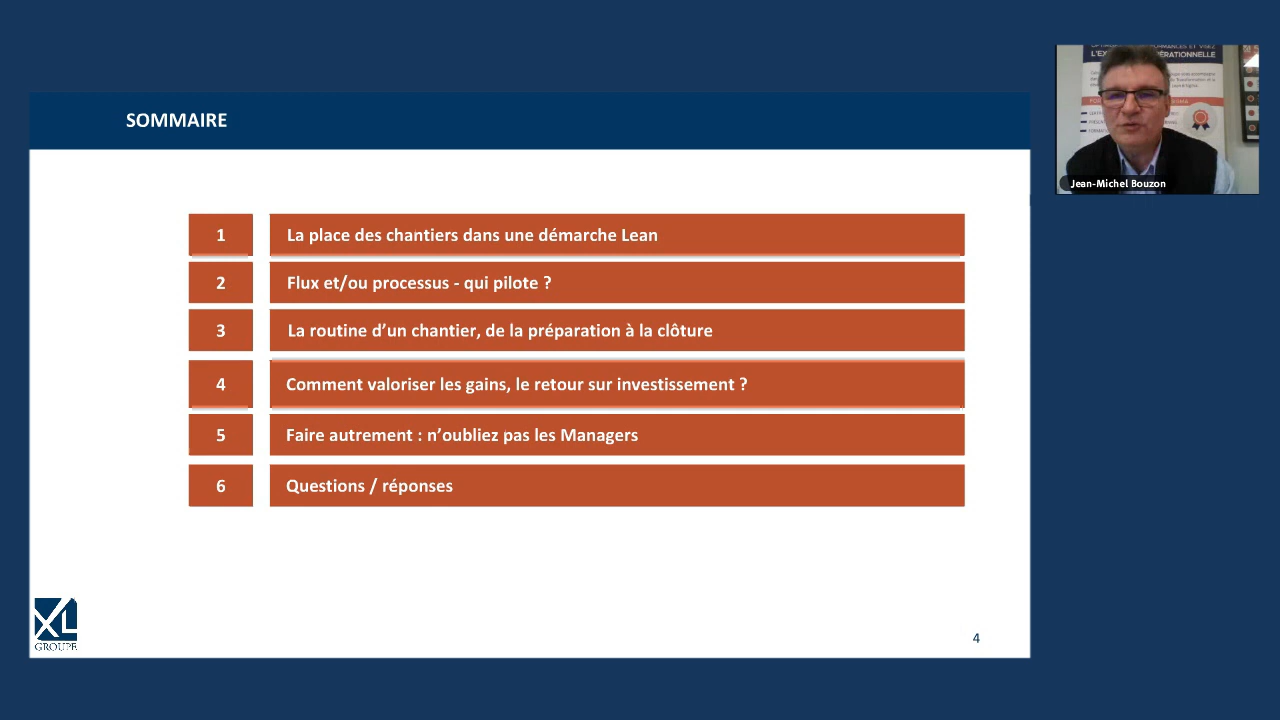 SOMMAIRE
1 La place des chantiers dans une démarche Lean
2 Flux et/ou processus - qui pilote ?
3 La routine d’un chantier, de la préparation à la clôture
4 Comment valoriser les gains, le retour sur investissement ?
5 Faire autrement : n’oubliez pas les Managers
6 Questions / réponses
XL
GROUPE
4
Jean-Michel Bouzon